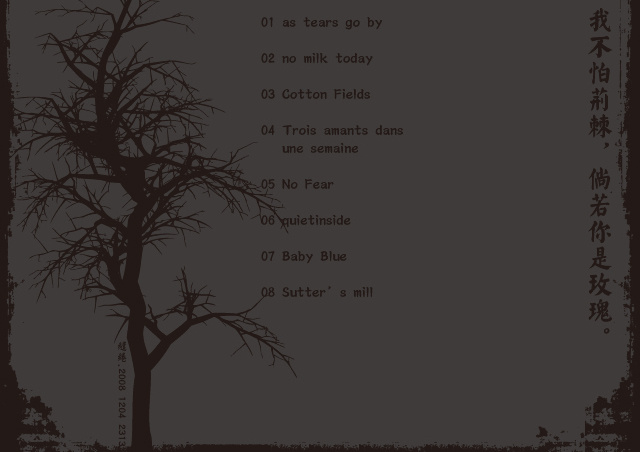 01 as tears go by
02 no milk today
03 Cotton Fields
04 Trois amants dans
une semaine
05 No Fear
06 quietinside
07 Baby Blue
08 Sutter's mill
我不怕荊棘，倘若你是玫瑰。
2008 1204 2313